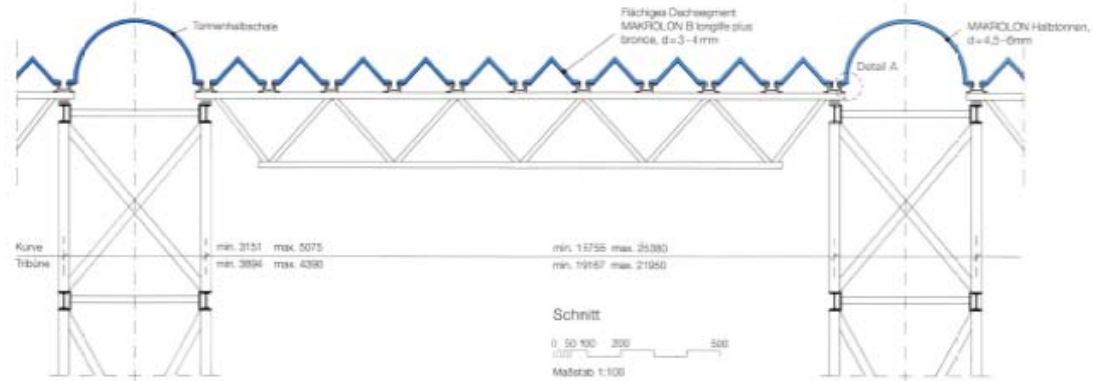 Tonnenhalbschale
Flächiges Dachsegment
MAKROLON B longlife plus
bronce, d=3-4mm
MAKROLON Halbtonnen,
d=4,5-6mm
Detail A
Kurve
min. 3151 max. 5075
min. 15755 max. 25380
Tribüne
min. 3894 max. 4390
min. 19167 max. 21950
Schnitt
0 50 100 200 500
Maßstab 1:100